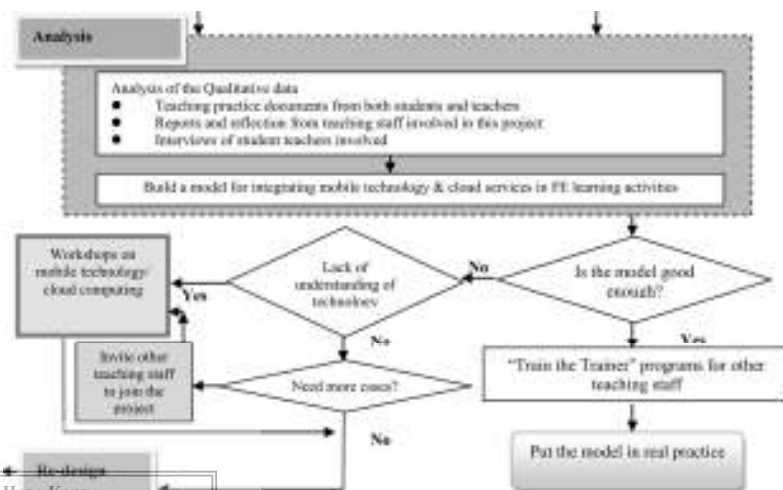 Analysis
Analysis of the Qualitative data
● Teaching practice documents from both students and teachers
● Reports and reflection from teaching staff involved in this project
● Interviews of student teachers involved
Build a model for integrating mobile technology & cloud services in FE learning activities
Workshops on
mobile technology/
cloud computing
Yes
Lack of
understanding of
technology
No
Is the model good
enough?
No
Yes
Invite other
teaching staff
to join the
project
Need more cases?
"Train the Trainer" programs for other
teaching staff
No
Put the model in real practice
Re-design